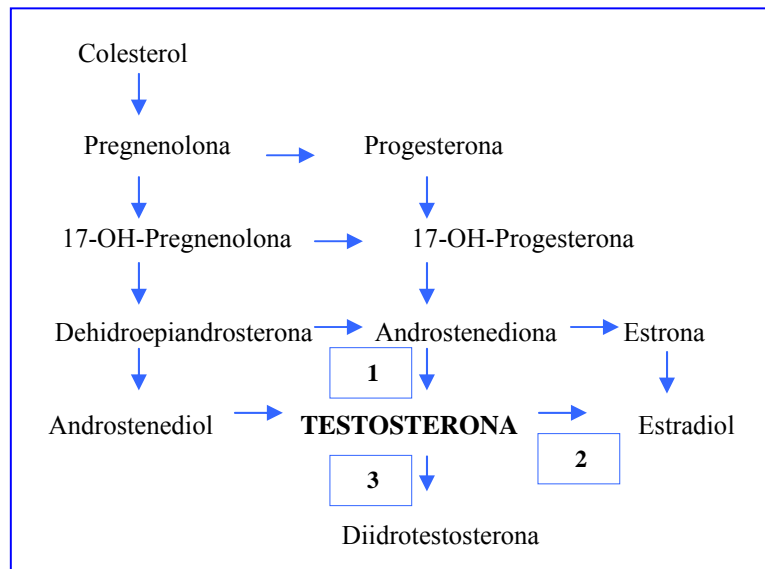 Colesterol
Pregnenolona Progesterona
17-OH-Pregnenolona 17-OH-Progesterona
Dehidroepiandrosterona Androstenediona Estrona
1
Androstenediol TESTOSTERONA Estradiol
2
3
Diidrotestosterona